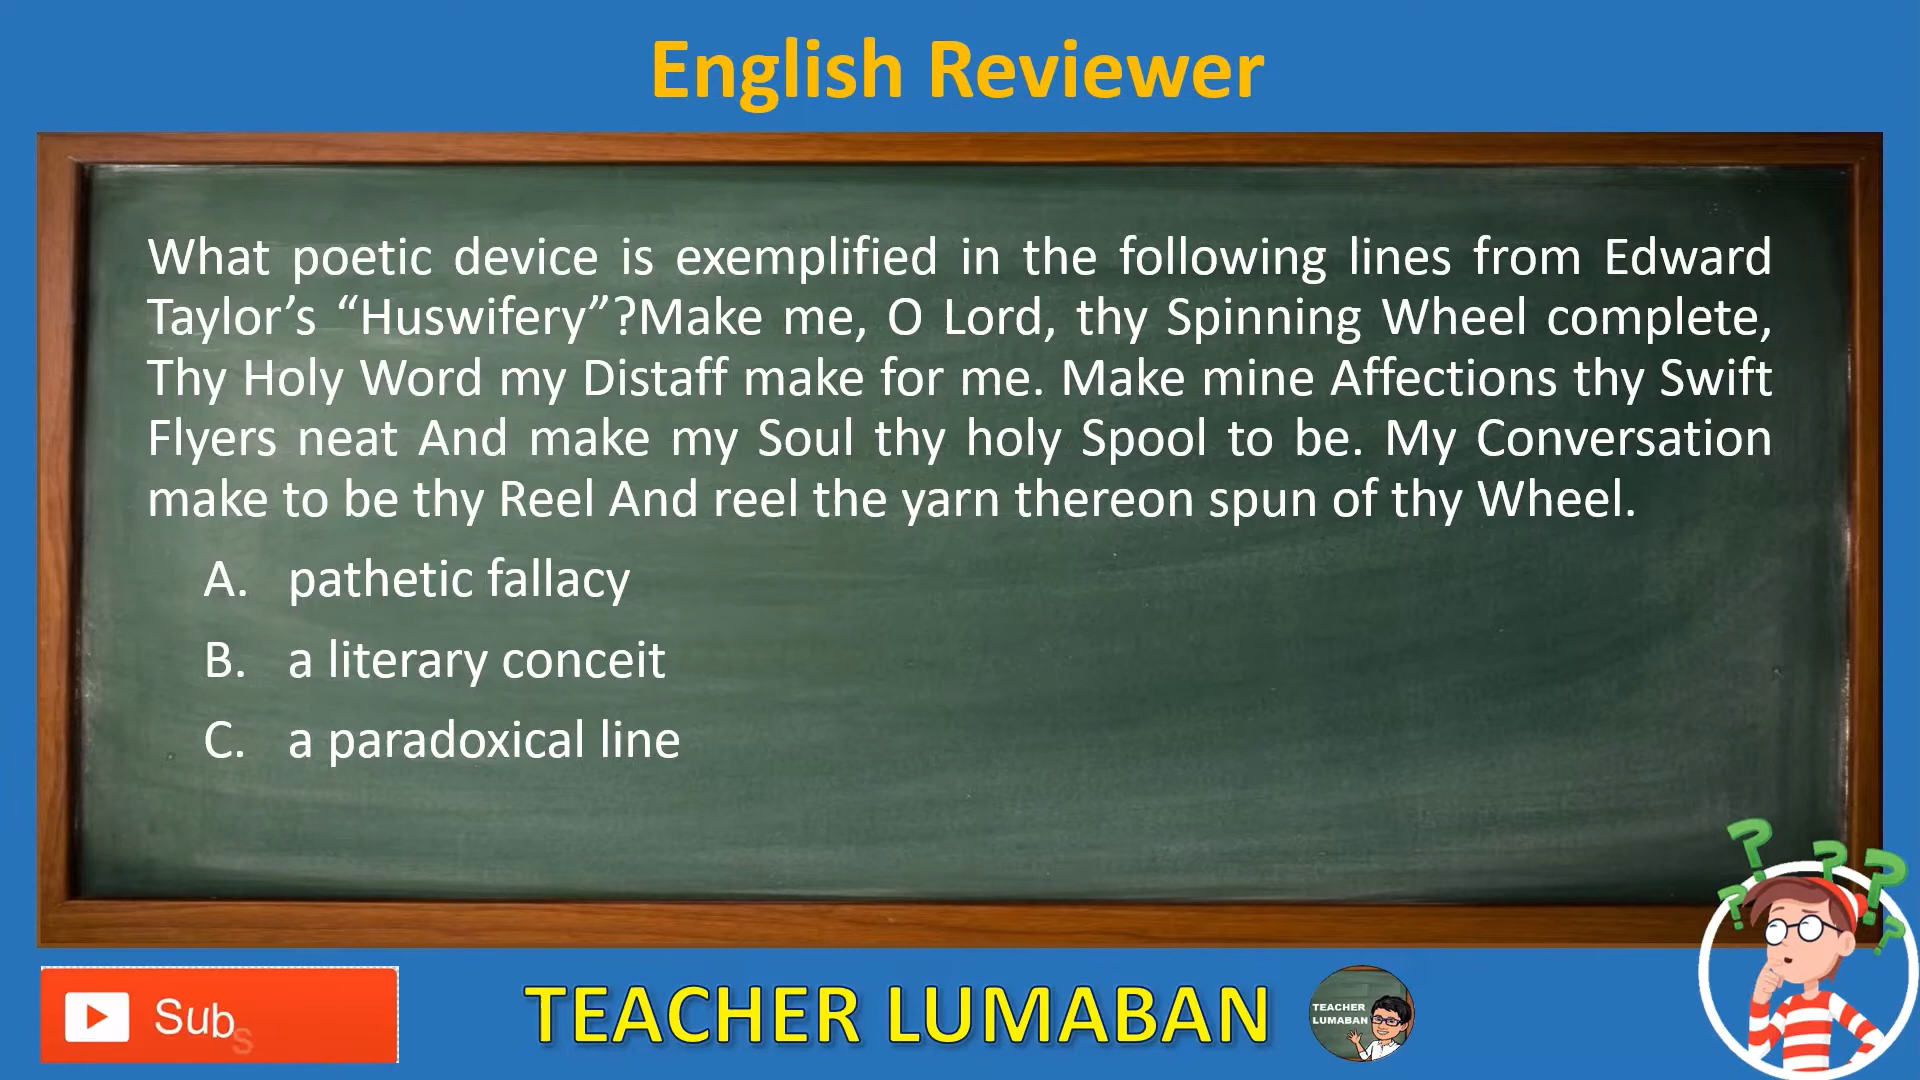 English Reviewer
What poetic device is exemplified in the following lines from Edward
Taylor’s “Huswifery”?Make me, O Lord, thy Spinning Wheel complete,
Thy Holy Word my Distaff make for me. Make mine Affections thy Swift
Flyers neat And make my Soul thy holy Spool to be. My Conversation
make to be thy Reel And reel the yarn thereon spun of thy Wheel.
A. pathetic fallacy
B. a literary conceit
C. a paradoxical line
Subs
TEACHER LUMABAN
TEACHER
LUMABAN